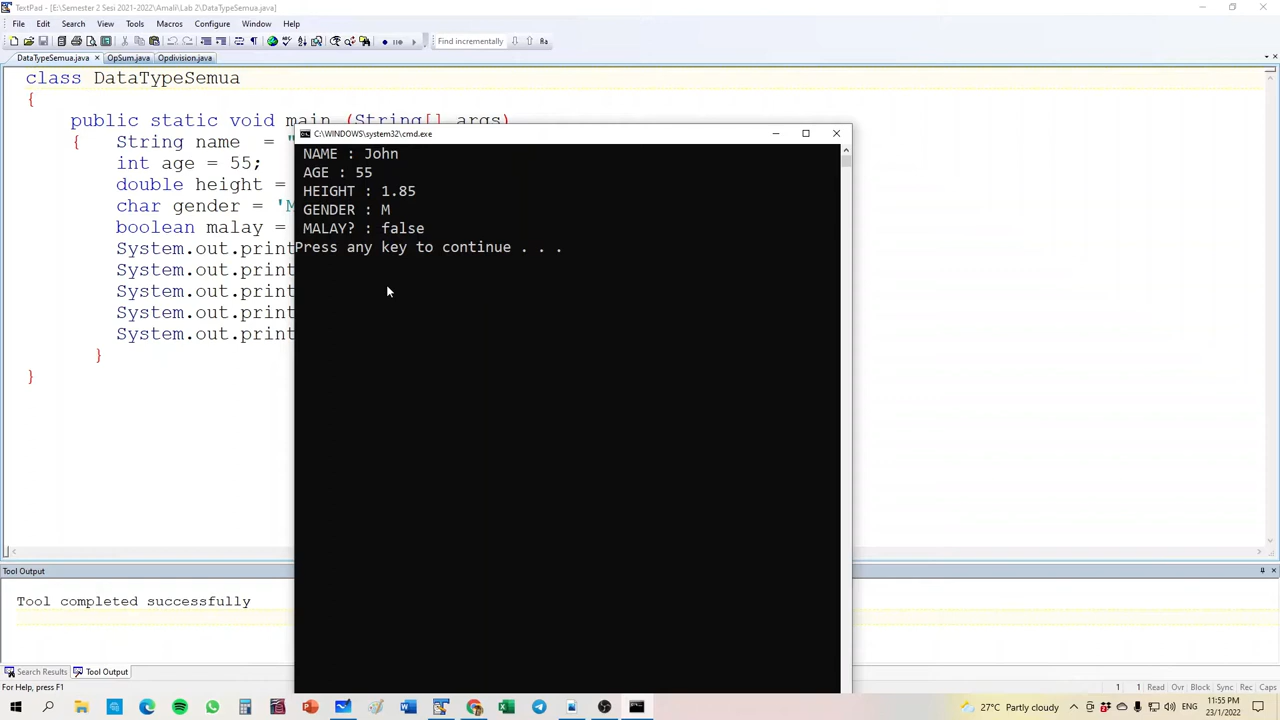 TextPad - [E:\Semester 2 Sesi 2021-2022\Amali\Lab 2\DataTypeSemua.java]
File Edit Search View Tools Macros Configure Window Help
Find incrementally
DataTypeSemua.java × OpSum.java Opdivision.java
class DataTypeSemua
{
public static void main (String[] args)
{ String name = "
int age = 55;
double height =
char gender = 'M
boolean malay =
System.out.print
System.out.print
System.out.print
System.out.print
System.out.print
}
}
C:\WINDOWS\system32\cmd.exe
NAME : John
AGE : 55
HEIGHT : 1.85
GENDER : M
MALAY? : false
Press any key to continue . . .
Tool Output
Tool completed successfully
Search Results Tool Output
For Help, press F1
1 1 Read Ovr Block Sync Rec Caps
27°C Partly cloudy
ENG
11:55 PM
23/1/2022